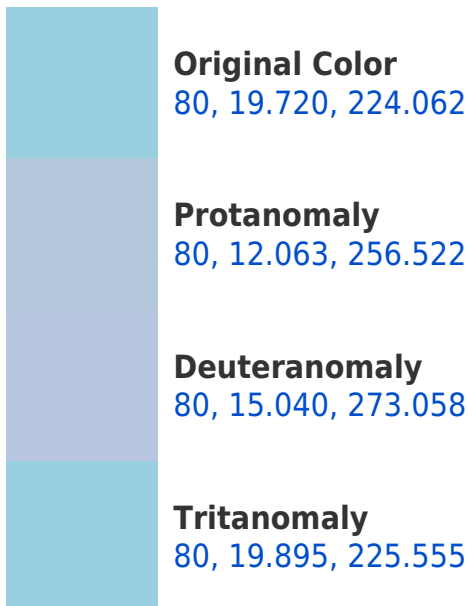 Original Color
80, 19.720, 224.062
Protanomaly
80, 12.063, 256.522
Deuteranomaly
80, 15.040, 273.058
Tritanomaly
80, 19.895, 225.555